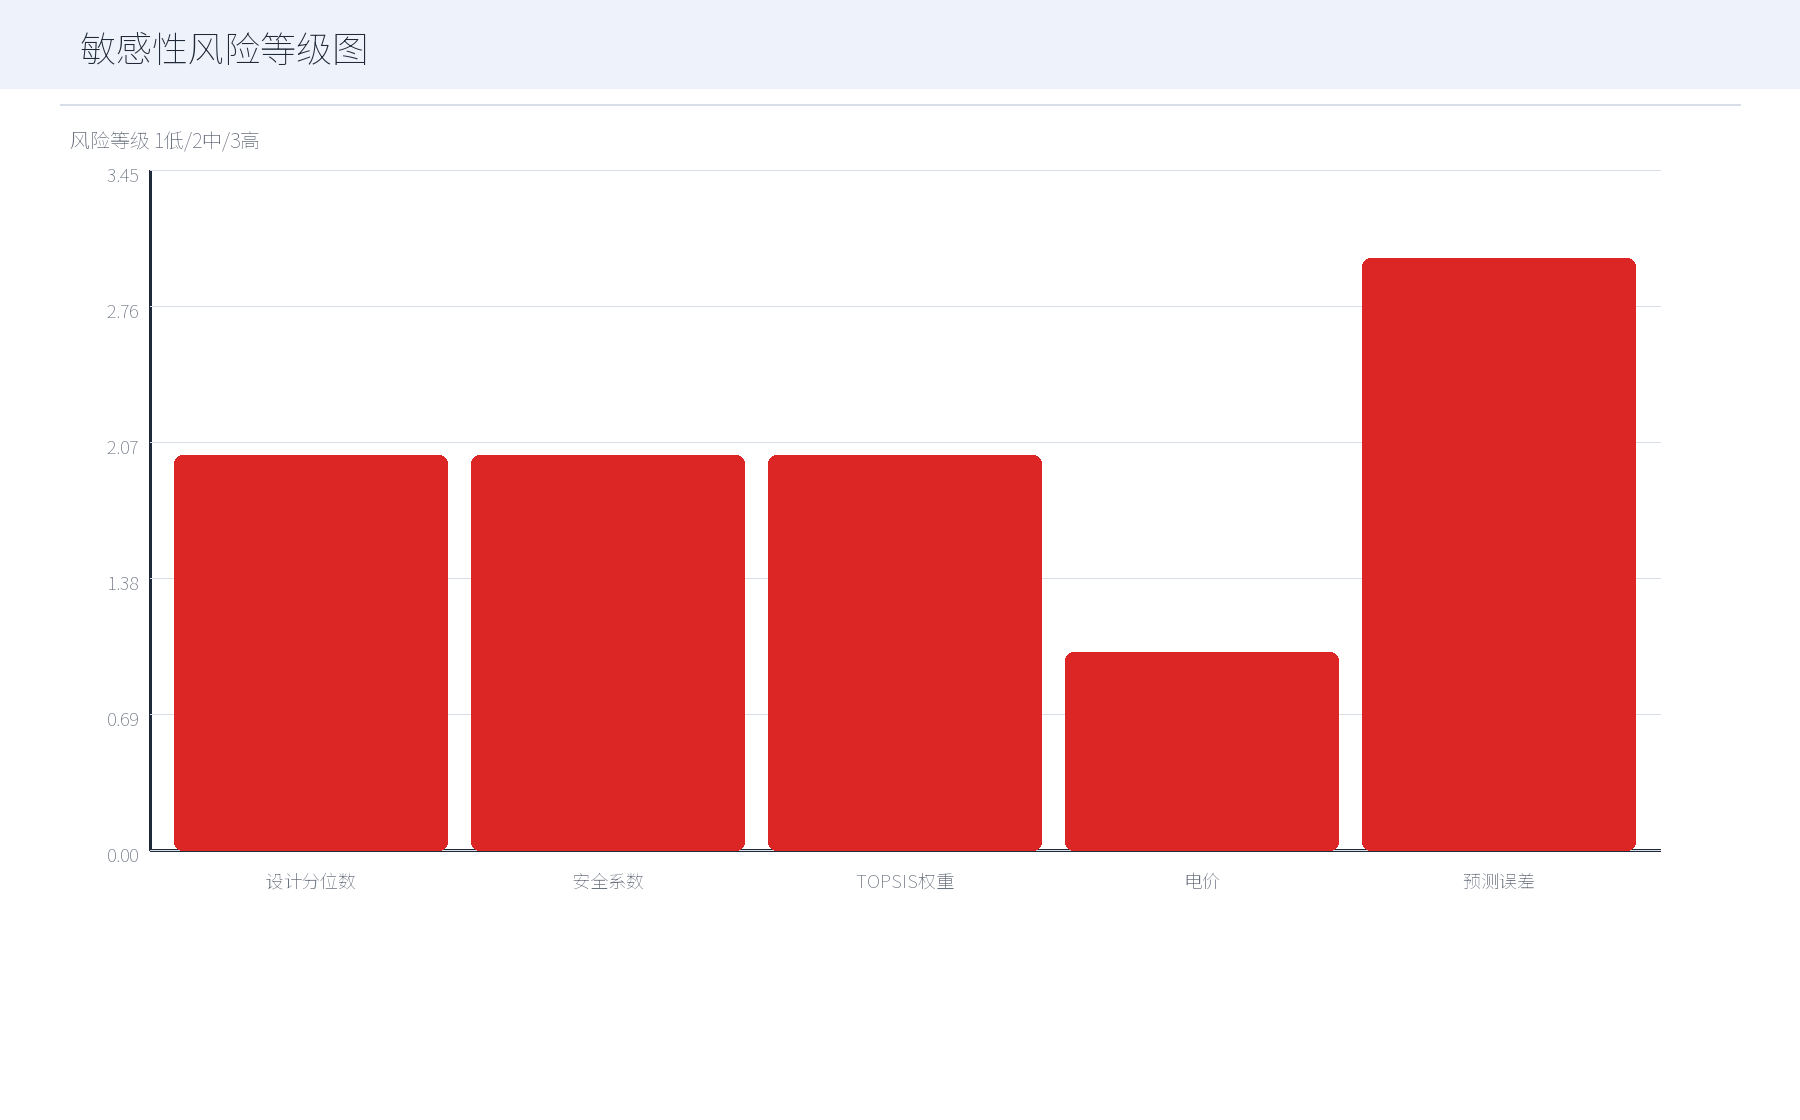 敏感性风险等级图
风险等级 1低/2中/3高
3.45
2.76
2.07
1.38
0.69
0.00
设计分位数 安全系数 TOPSIS权重 电价 预测误差